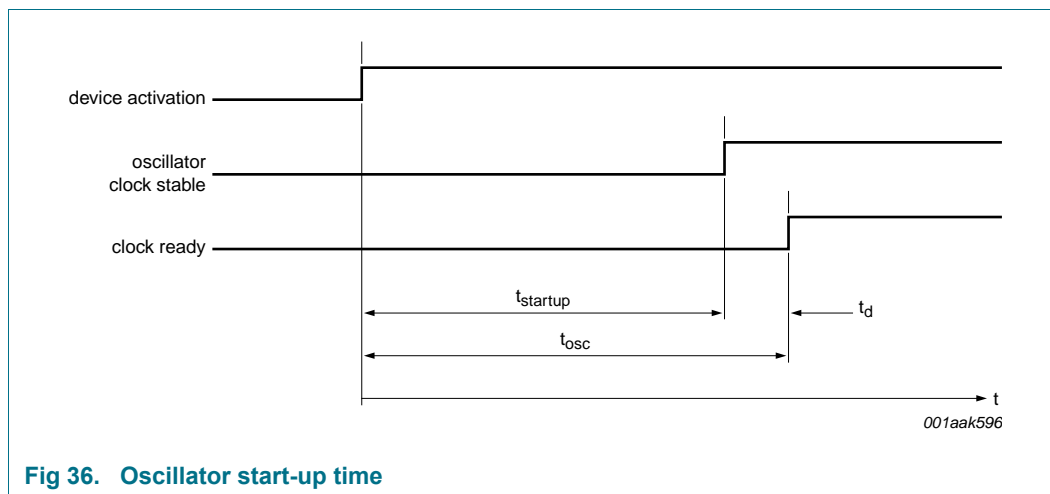 device activation
oscillator
clock stable
clock ready
tstartup
td
tosc
t
001aak596
Fig 36. Oscillator start-up time